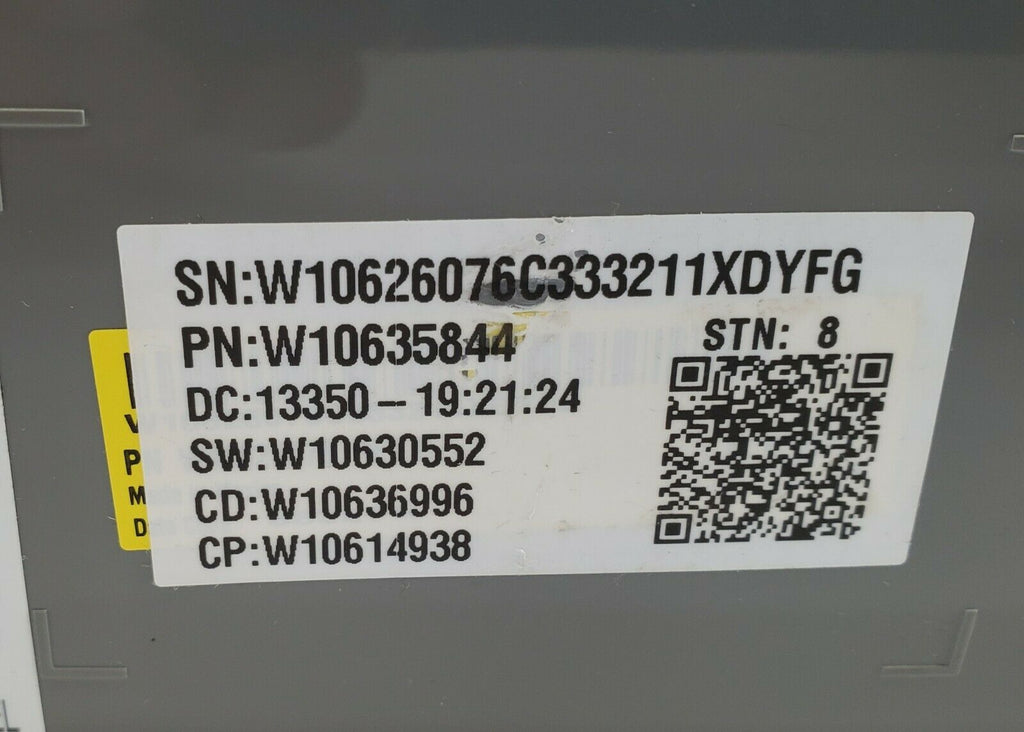 SN:W10626076C333211XDYFG
PN:W10635844
STN: 8
DC:13350 – 19:21:24
SW:W10630552
CD:W10636996
CP:W10614938
P
M
D